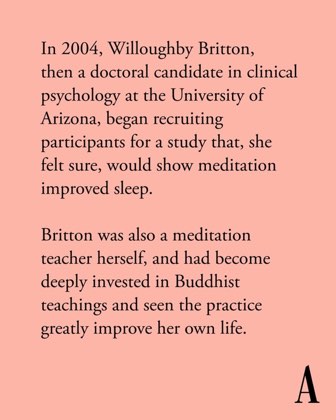 In 2004, Willoughby Britton,
then a doctoral candidate in clinical
psychology at the University of
Arizona, began recruiting
participants for a study that, she
felt sure, would show meditation
improved sleep.
Britton was also a meditation
teacher herself, and had become
deeply invested in Buddhist
teachings and seen the practice
greatly improve her own life.
A